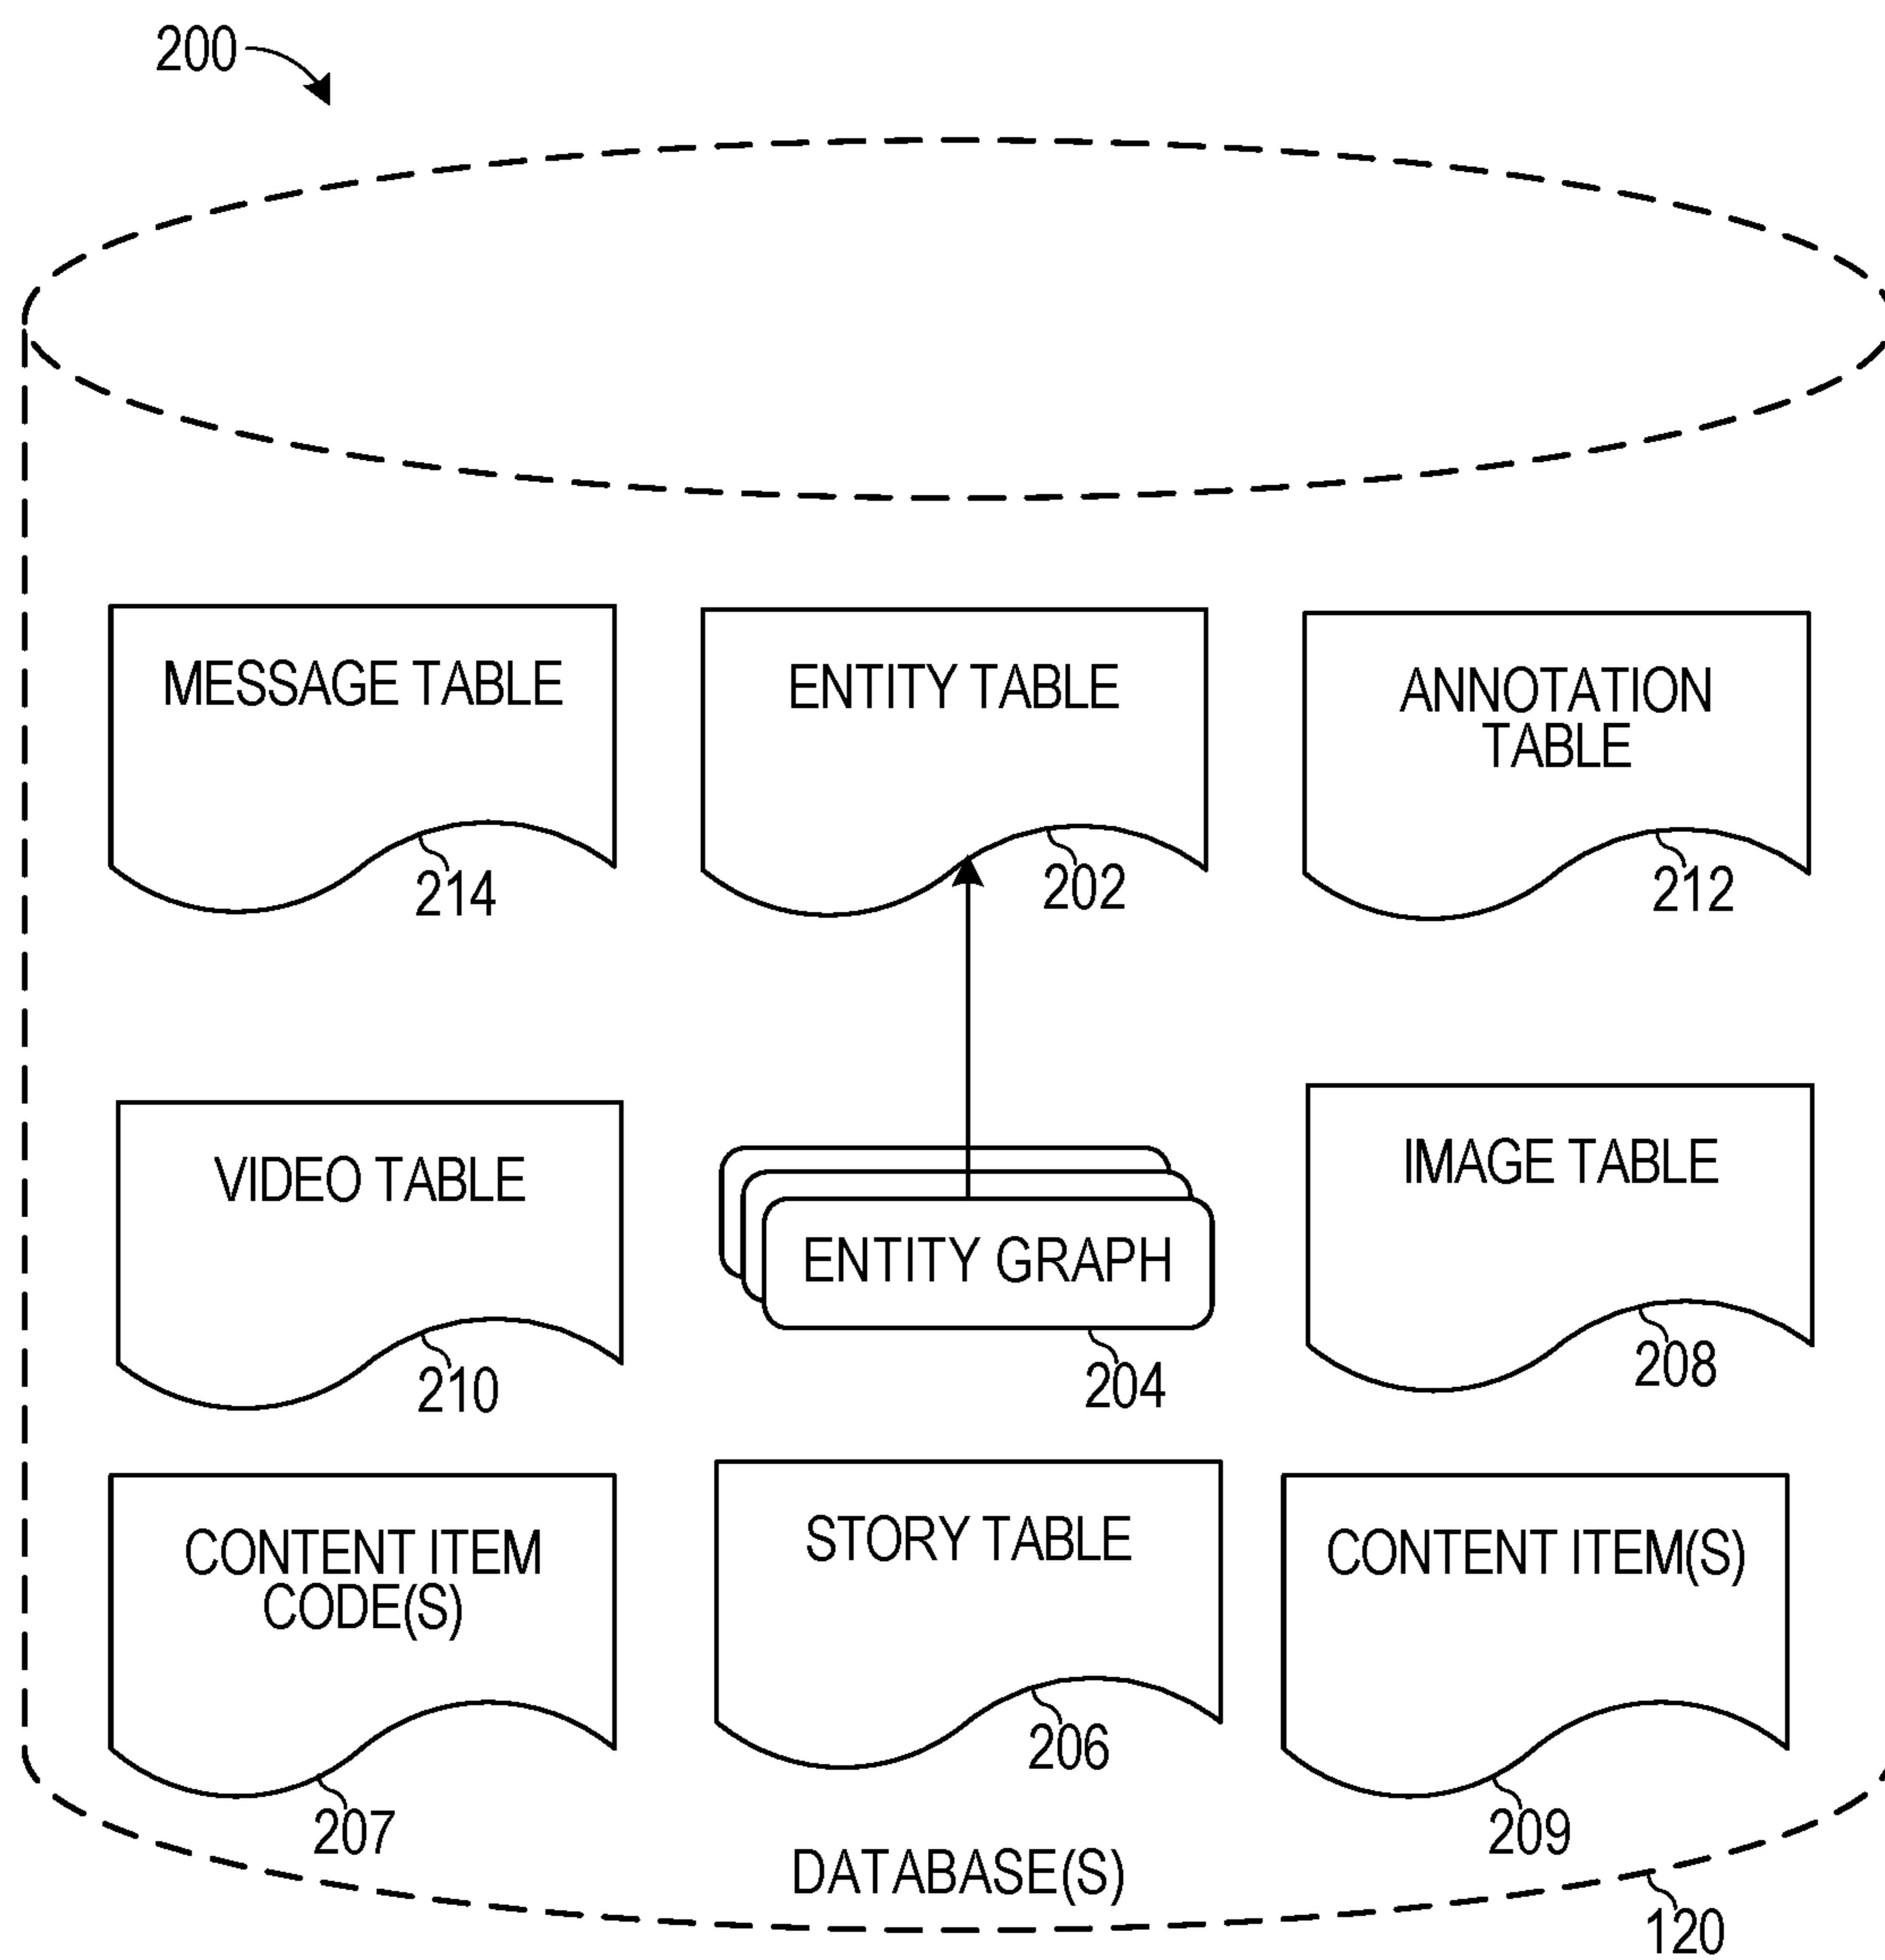 200
MESSAGE TABLE
214
ENTITY TABLE
202
ANNOTATION
TABLE
212
VIDEO TABLE
210
ENTITY GRAPH
204
IMAGE TABLE
208
CONTENT ITEM
CODE(S)
207
STORY TABLE
206
CONTENT ITEM(S)
209
DATABASE(S)
120